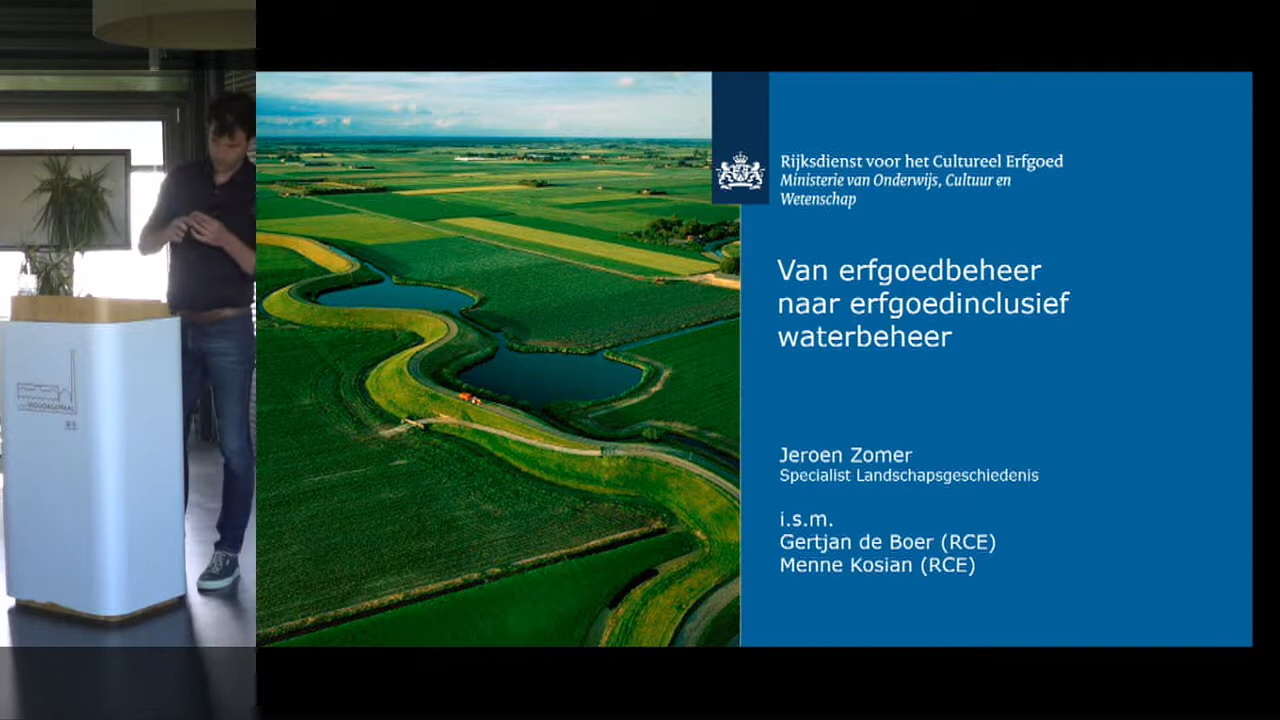 Rijksdienst voor het Cultureel Erfgoed
Ministerie van Onderwijs, Cultuur en
Wetenschap
Van erfgoedbeheer
naar erfgoedinclusief
waterbeheer
Jeroen Zomer
Specialist Landschapsgeschiedenis
i.s.m.
Gertjan de Boer (RCE)
Menne Kosian (RCE)
WOUDAGEMAAL